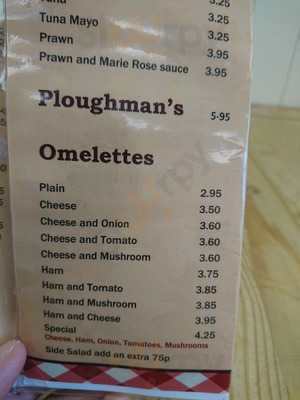 Tuna 3.25
Tuna Mayo 3.25
Prawn 3.95
Prawn and Marie Rose sauce 3.95
Ploughman's 5-95
Omelettes
Plain 2.95
Cheese 3.50
Cheese and Onion 3.60
Cheese and Tomato 3.60
Cheese and Mushroom 3.60
Ham 3.75
Ham and Tomato 3.85
Ham and Mushroom 3.85
Ham and Cheese 3.95
Special 4.25
Cheese, Ham, Onion, Tomatoes, Mushrooms
Side Salad add an extra 75p